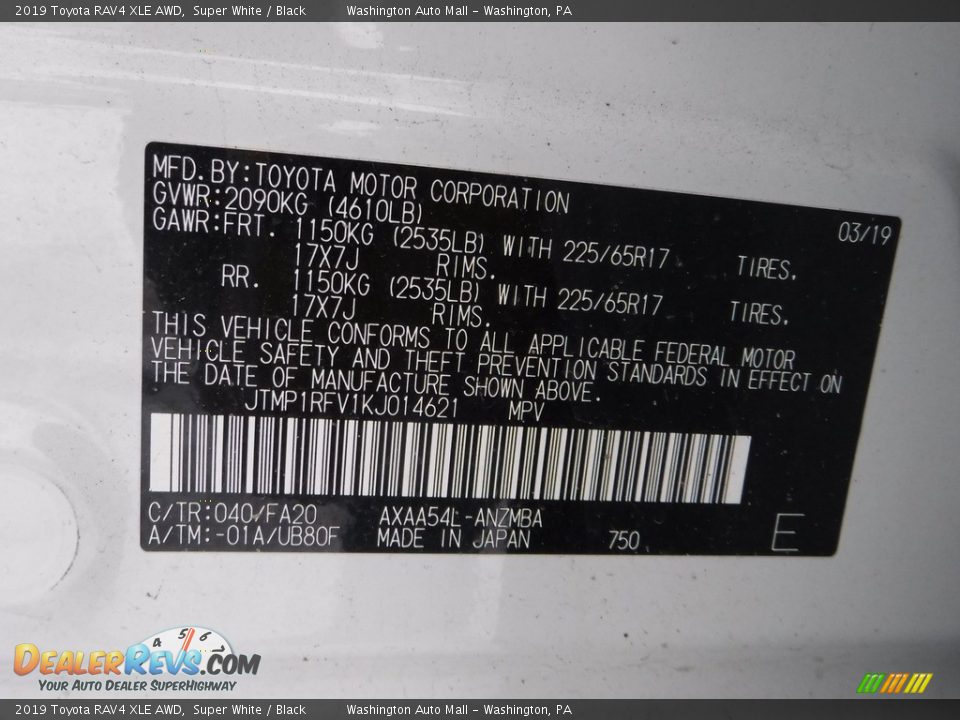 2019 Toyota RAV4 XLE AWD, Super White / Black Washington Auto Mall - Washington, PA
MFD.BY:TOYOTA MOTOR CORPORATION
GVWR:2090KG (4610LB)
03/19
GAWR:FRT. 1150KG (2535LB) WITH 225/65R17 TIRES.
17X7J RIMS.
RR. 1150KG (2535LB) WITH 225/65R17 TIRES.
17X7J RIMS.
THIS VEHICLE CONFORMS TO ALL APPLICABLE FEDERAL MOTOR
VEHICLE SAFETY AND THEFT PREVENTION STANDARDS IN EFFECT ON
THE DATE OF MANUFACTURE SHOWN ABOVE.
JTMP1RFV1KJ014621 MPV
C/TR:040/FA20 AXAA54L-ANZMBA
A/TM:-01A/UB80F MADE IN JAPAN 750 E
4 5 6
DealerRevs.com
Your Auto Dealer SuperHighway
2019 Toyota RAV4 XLE AWD, Super White / Black Washington Auto Mall - Washington, PA